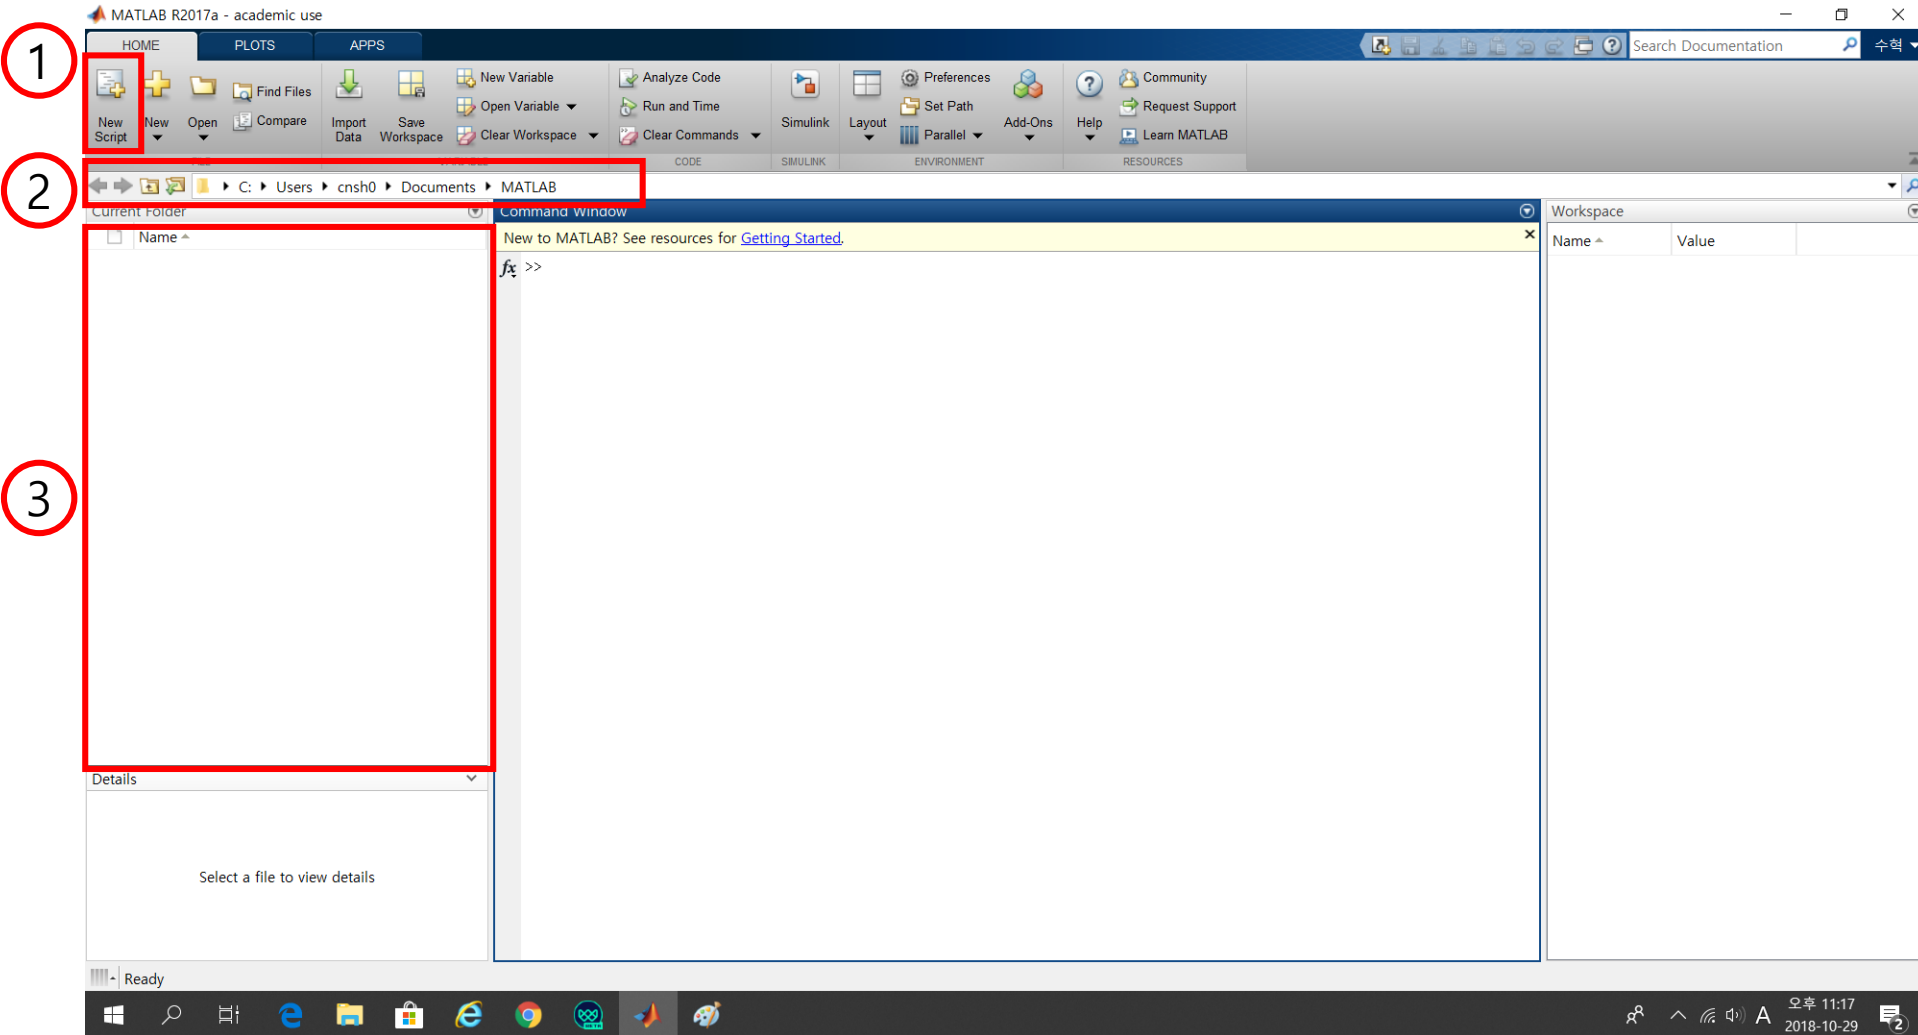 MATLAB R2017a - academic use
1
HOME PLOTS APPS
Search Documentation
수혁
New Script
New
Open
Find Files
Compare
Import Data
Save Workspace
New Variable
Open Variable
Clear Workspace
Analyze Code
Run and Time
Clear Commands
Simulink
Layout
Preferences
Set Path
Parallel
Add-Ons
Help
Community
Request Support
Learn MATLAB
CODE SIMULINK ENVIRONMENT RESOURCES
2
C: Users cnsh0 Documents MATLAB
Current Folder
Command Window
Workspace
Name
New to MATLAB? See resources for Getting Started.
Name Value
fx >>
3
Details
Select a file to view details
Ready
A
오후 11:17
2018-10-29
2